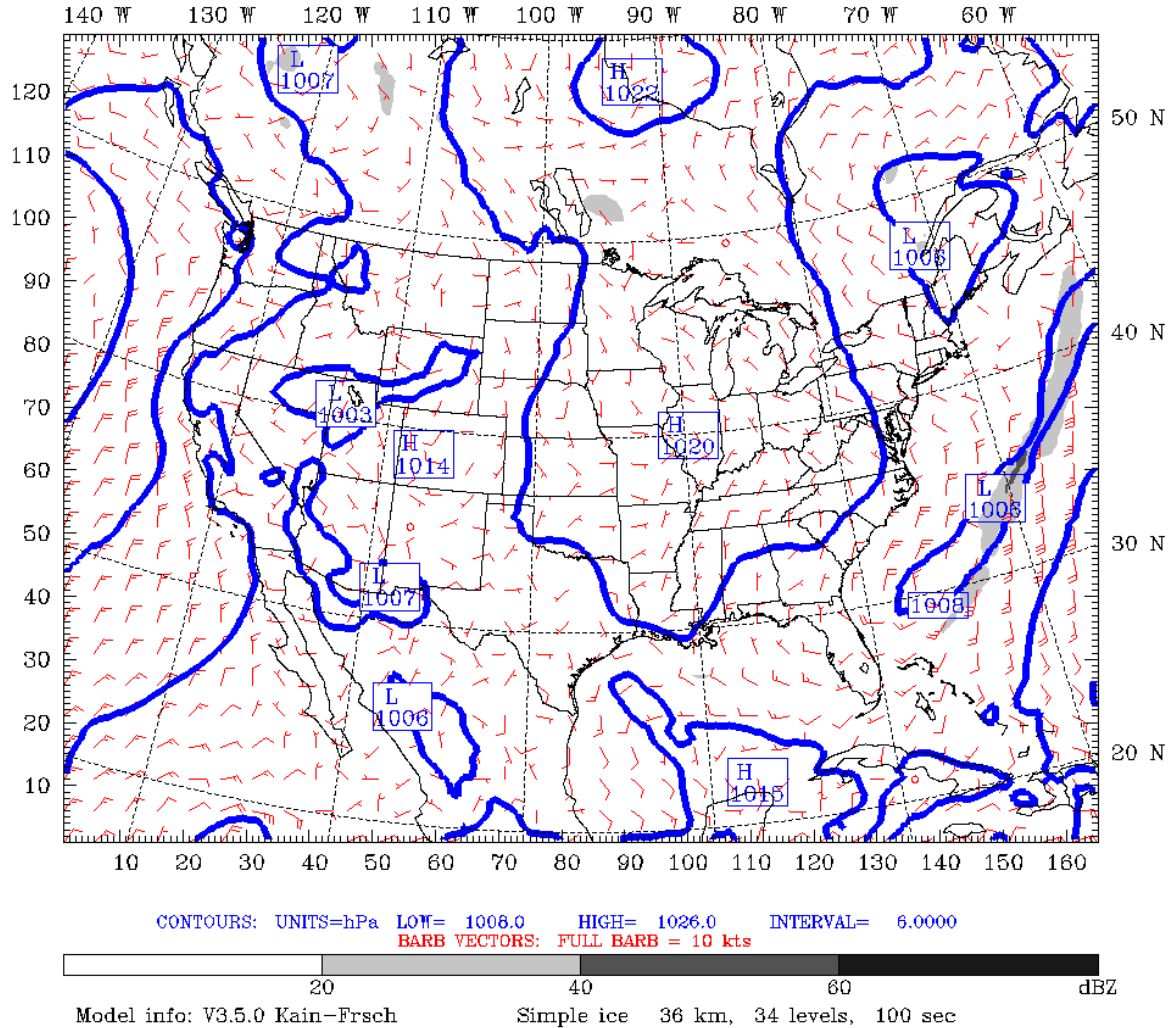 140 W 130 W 120 W 110 W 100 W 90 W 80 W 70 W 60 W
L
1007
H
1022
120
50 N
110
100
L
1006
90
40 N
80
L
1003
H
1020
70
H
1014
60
L
1006
50
30 N
L
1007
40
1008
30
L
1006
20
20 N
H
1015
10
10 20 30 40 50 60 70 80 90 100 110 120 130 140 150 160
CONTOURS: UNITS=hPa LOW= 1008.0 HIGH= 1026.0 INTERVAL= 6.0000
BARB VECTORS: FULL BARB = 10 kts
20 40 60 dBZ
Model info: V3.5.0 Kain-Frsch Simple ice 36 km, 34 levels, 100 sec